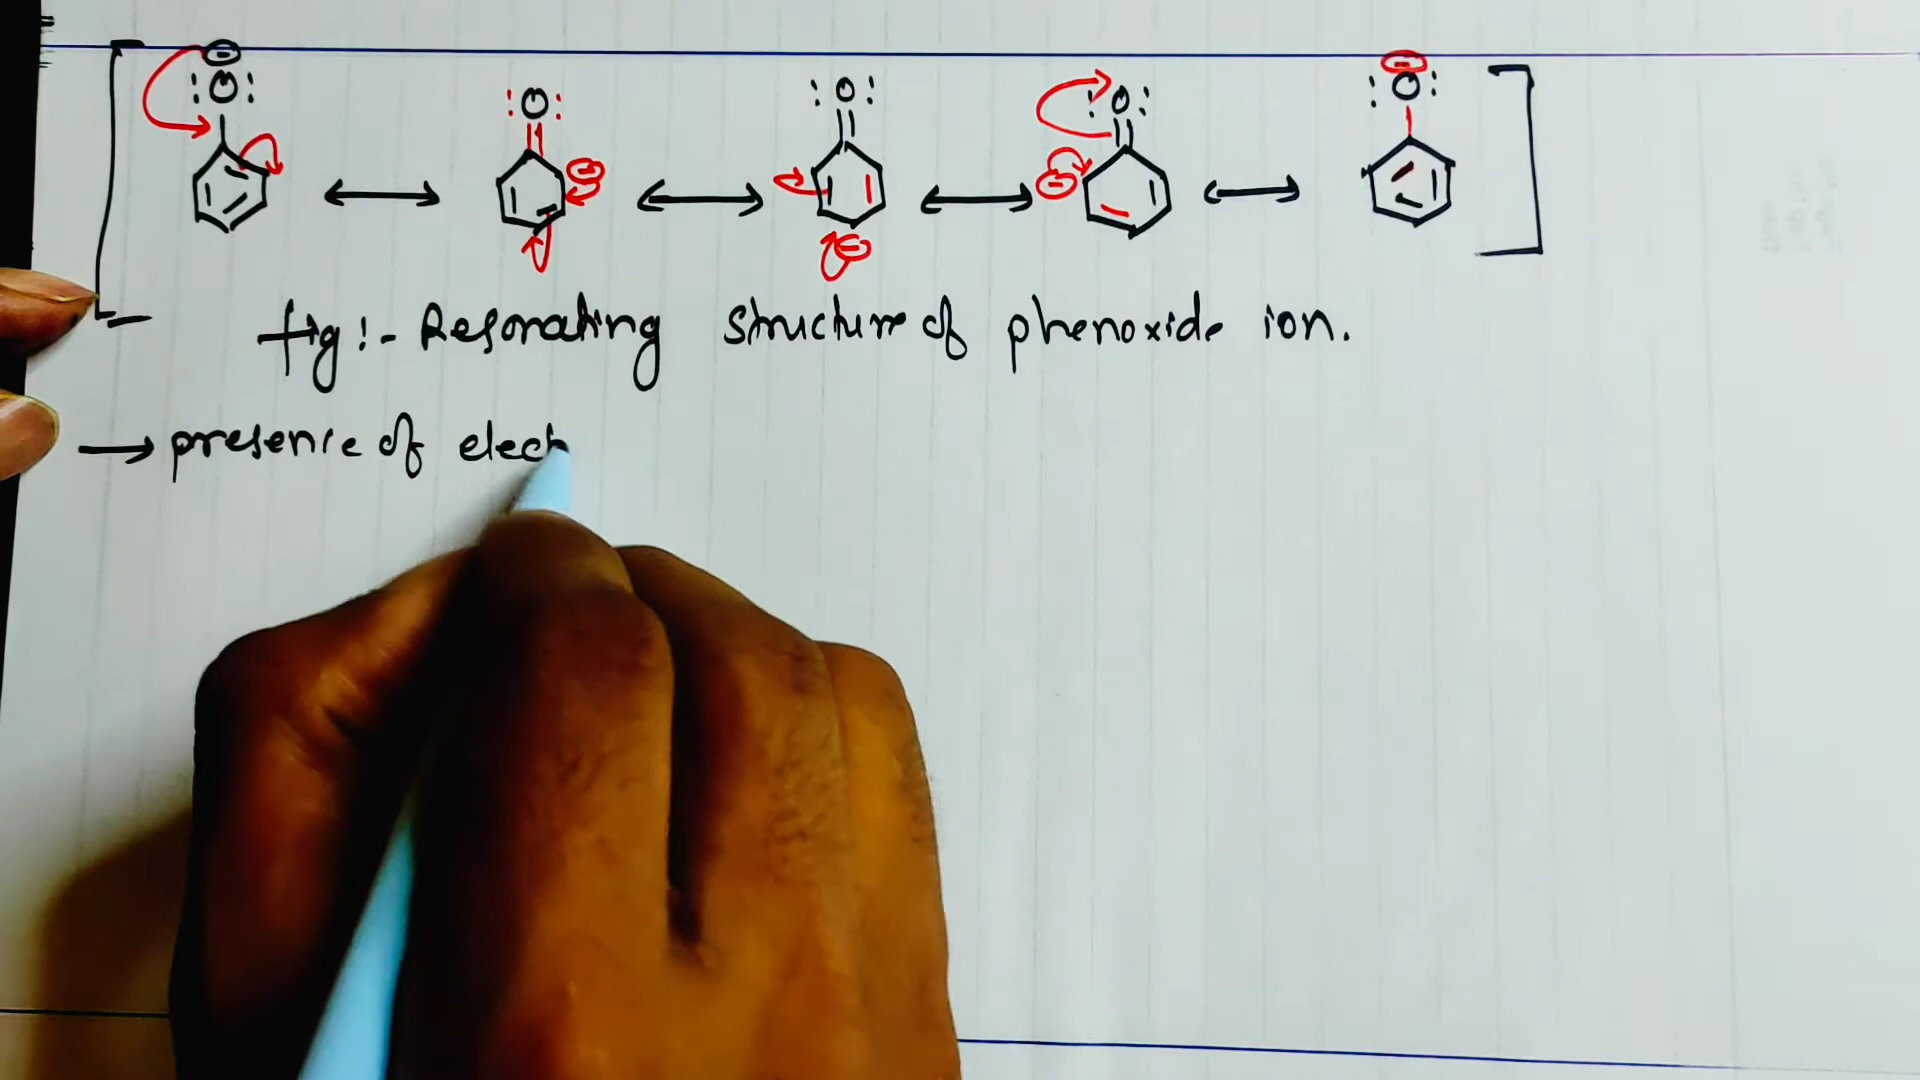 :O: :O: :O: :O: :O:
fig:- Resonating structure of phenoxide ion.
→ presence of elect